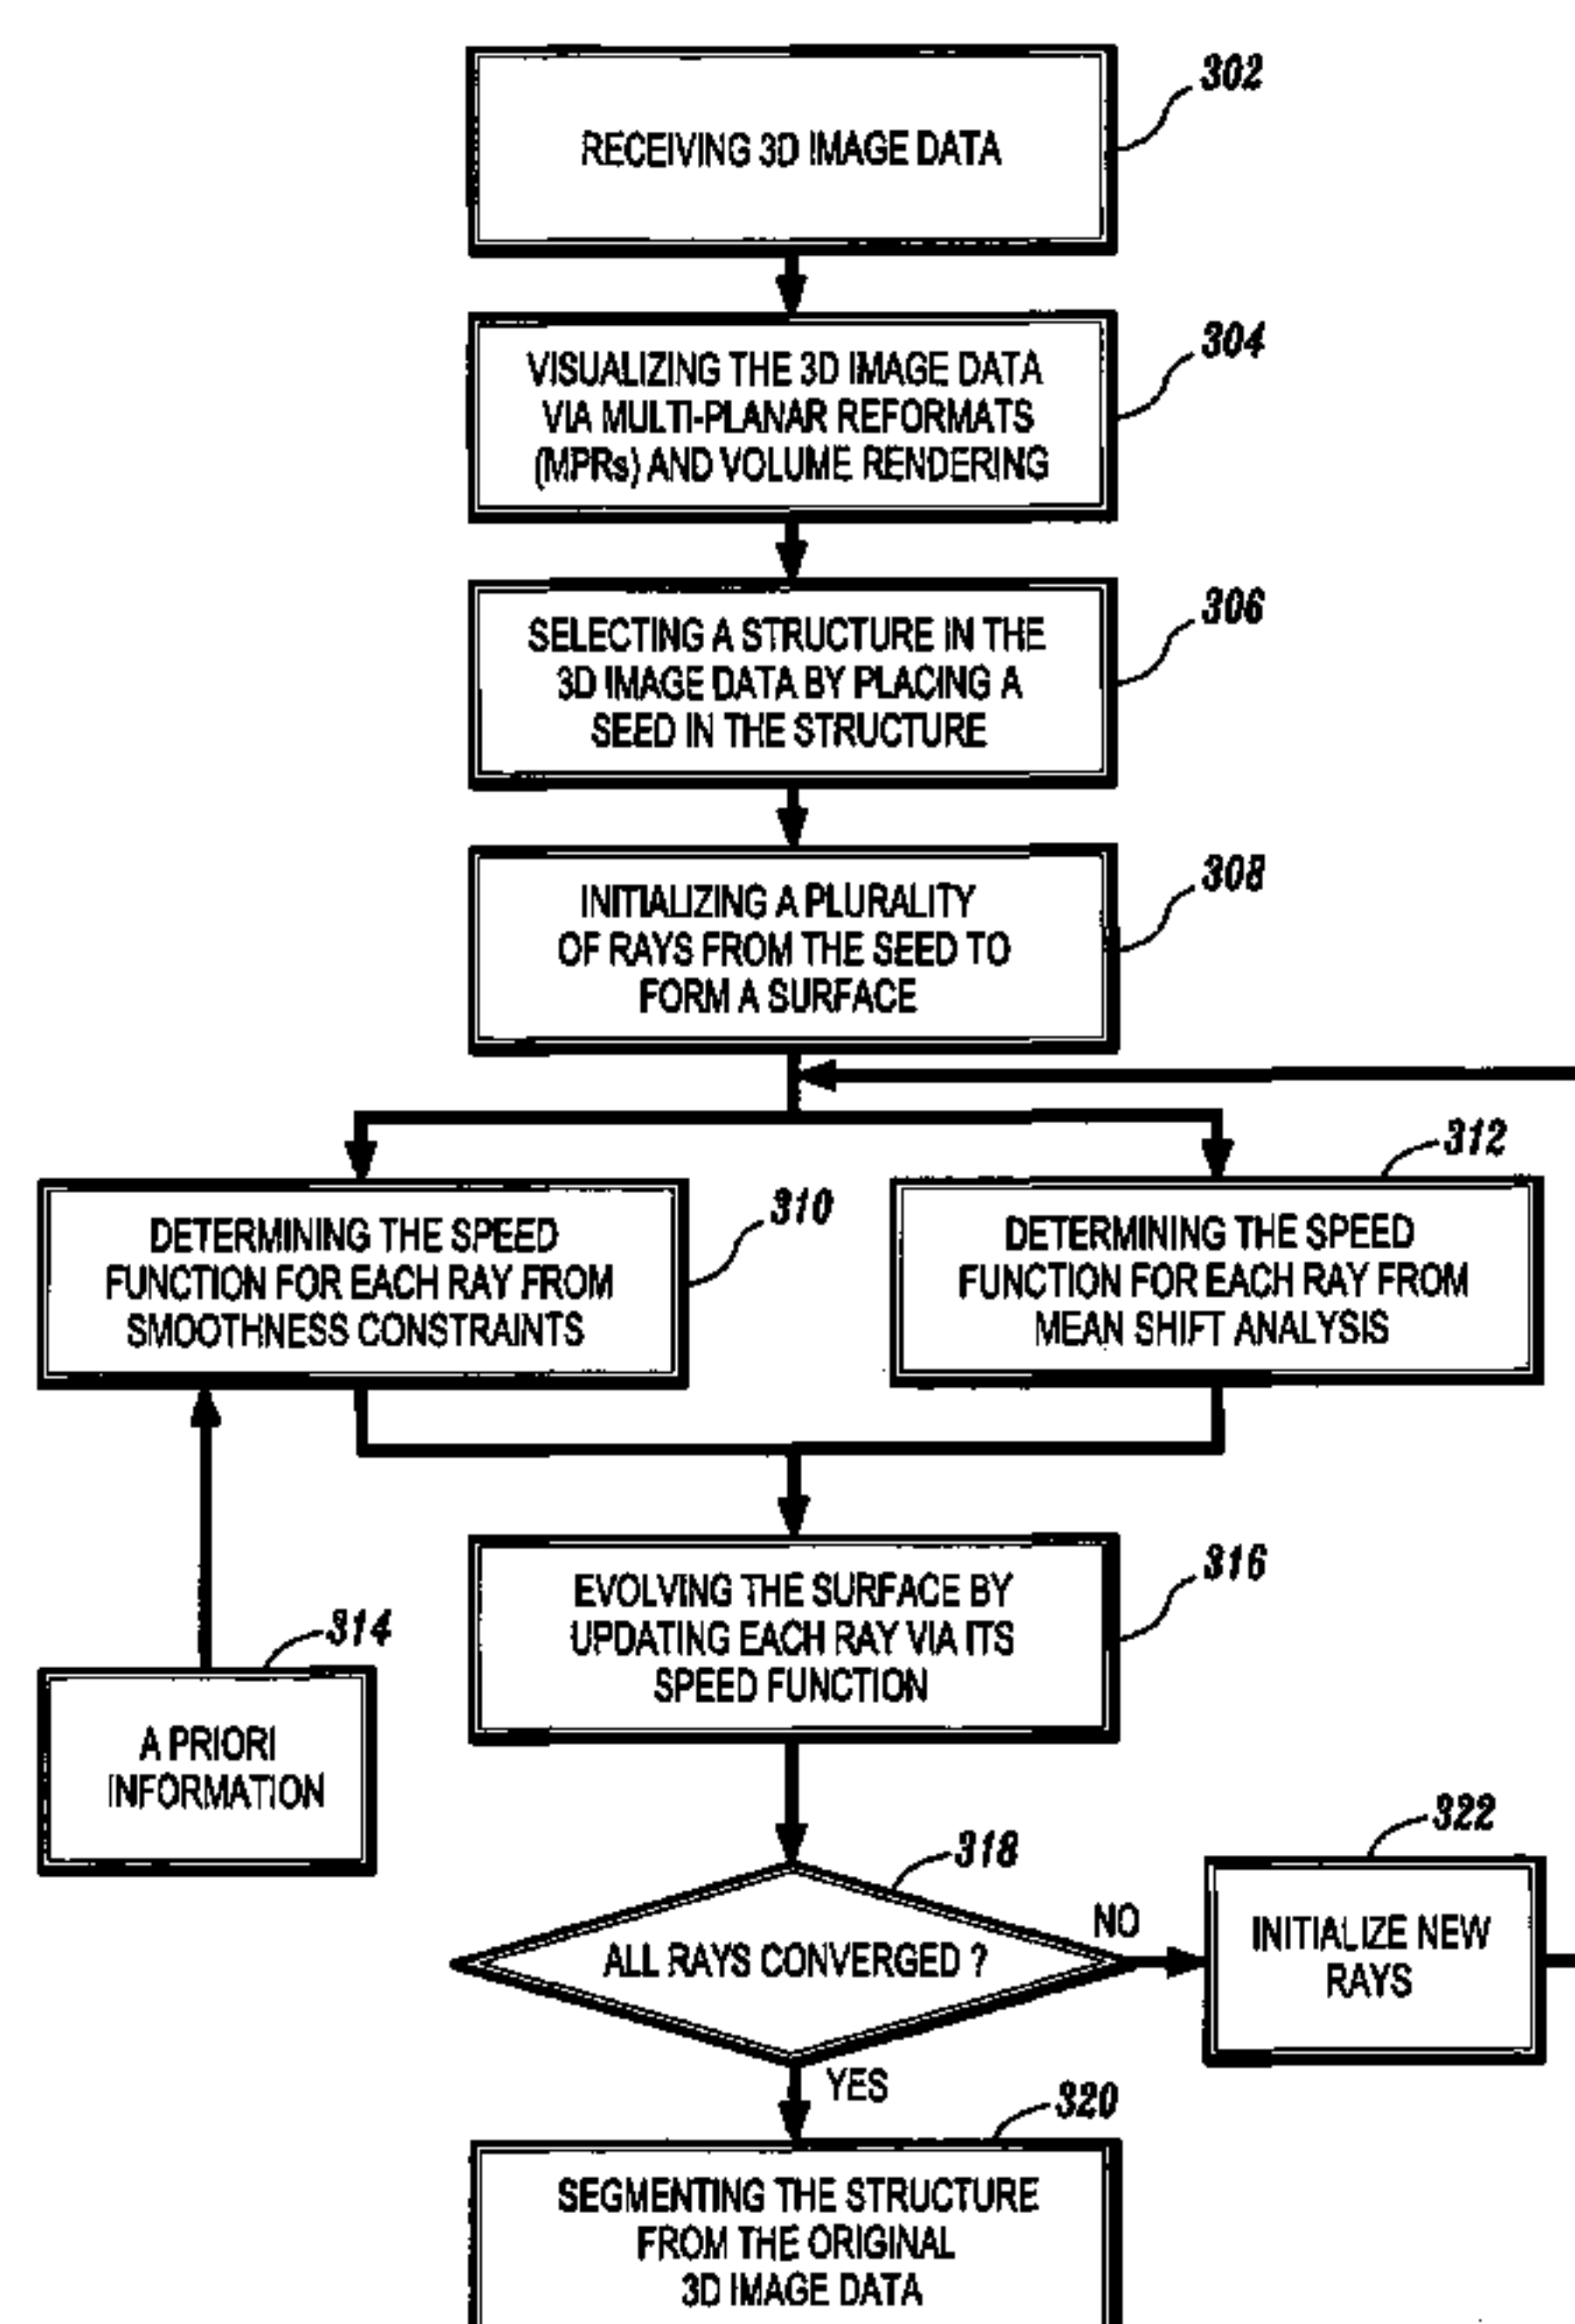 302
RECEIVING 3D IMAGE DATA
304
VISUALIZING THE 3D IMAGE DATA
VIA MULTI-PLANAR REFORMATS
(MPRs) AND VOLUME RENDERING
306
SELECTING A STRUCTURE IN THE
3D IMAGE DATA BY PLACING A
SEED IN THE STRUCTURE
308
INITIALIZING A PLURALITY
OF RAYS FROM THE SEED TO
FORM A SURFACE
310
DETERMINING THE SPEED
FUNCTION FOR EACH RAY FROM
SMOOTHNESS CONSTRAINTS
312
DETERMINING THE SPEED
FUNCTION FOR EACH RAY FROM
MEAN SHIFT ANALYSIS
314
A PRIORI
INFORMATION
316
EVOLVING THE SURFACE BY
UPDATING EACH RAY VIA ITS
SPEED FUNCTION
318
ALL RAYS CONVERGED ?
NO
322
INITIALIZE NEW
RAYS
YES
320
SEGMENTING THE STRUCTURE
FROM THE ORIGINAL
3D IMAGE DATA